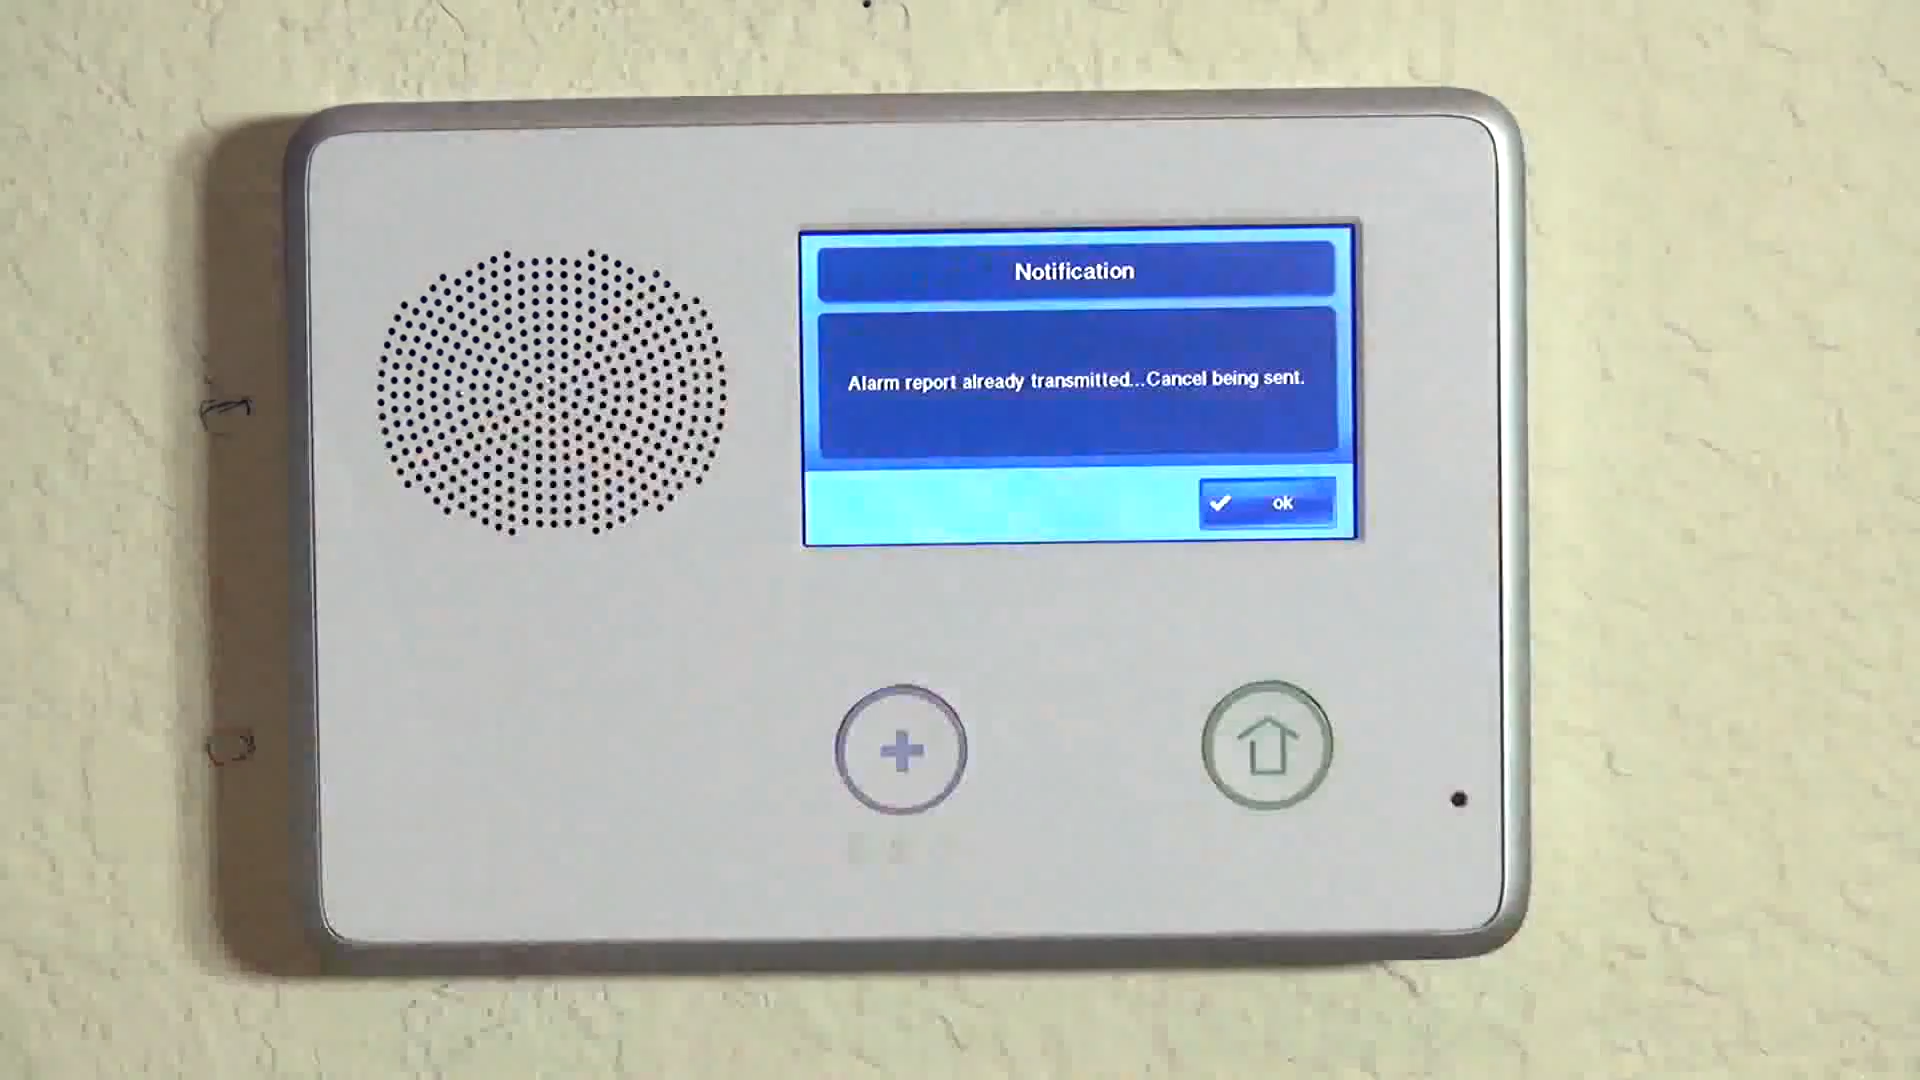 Notification
Alarm report already transmitted...Cancel being sent.
ok